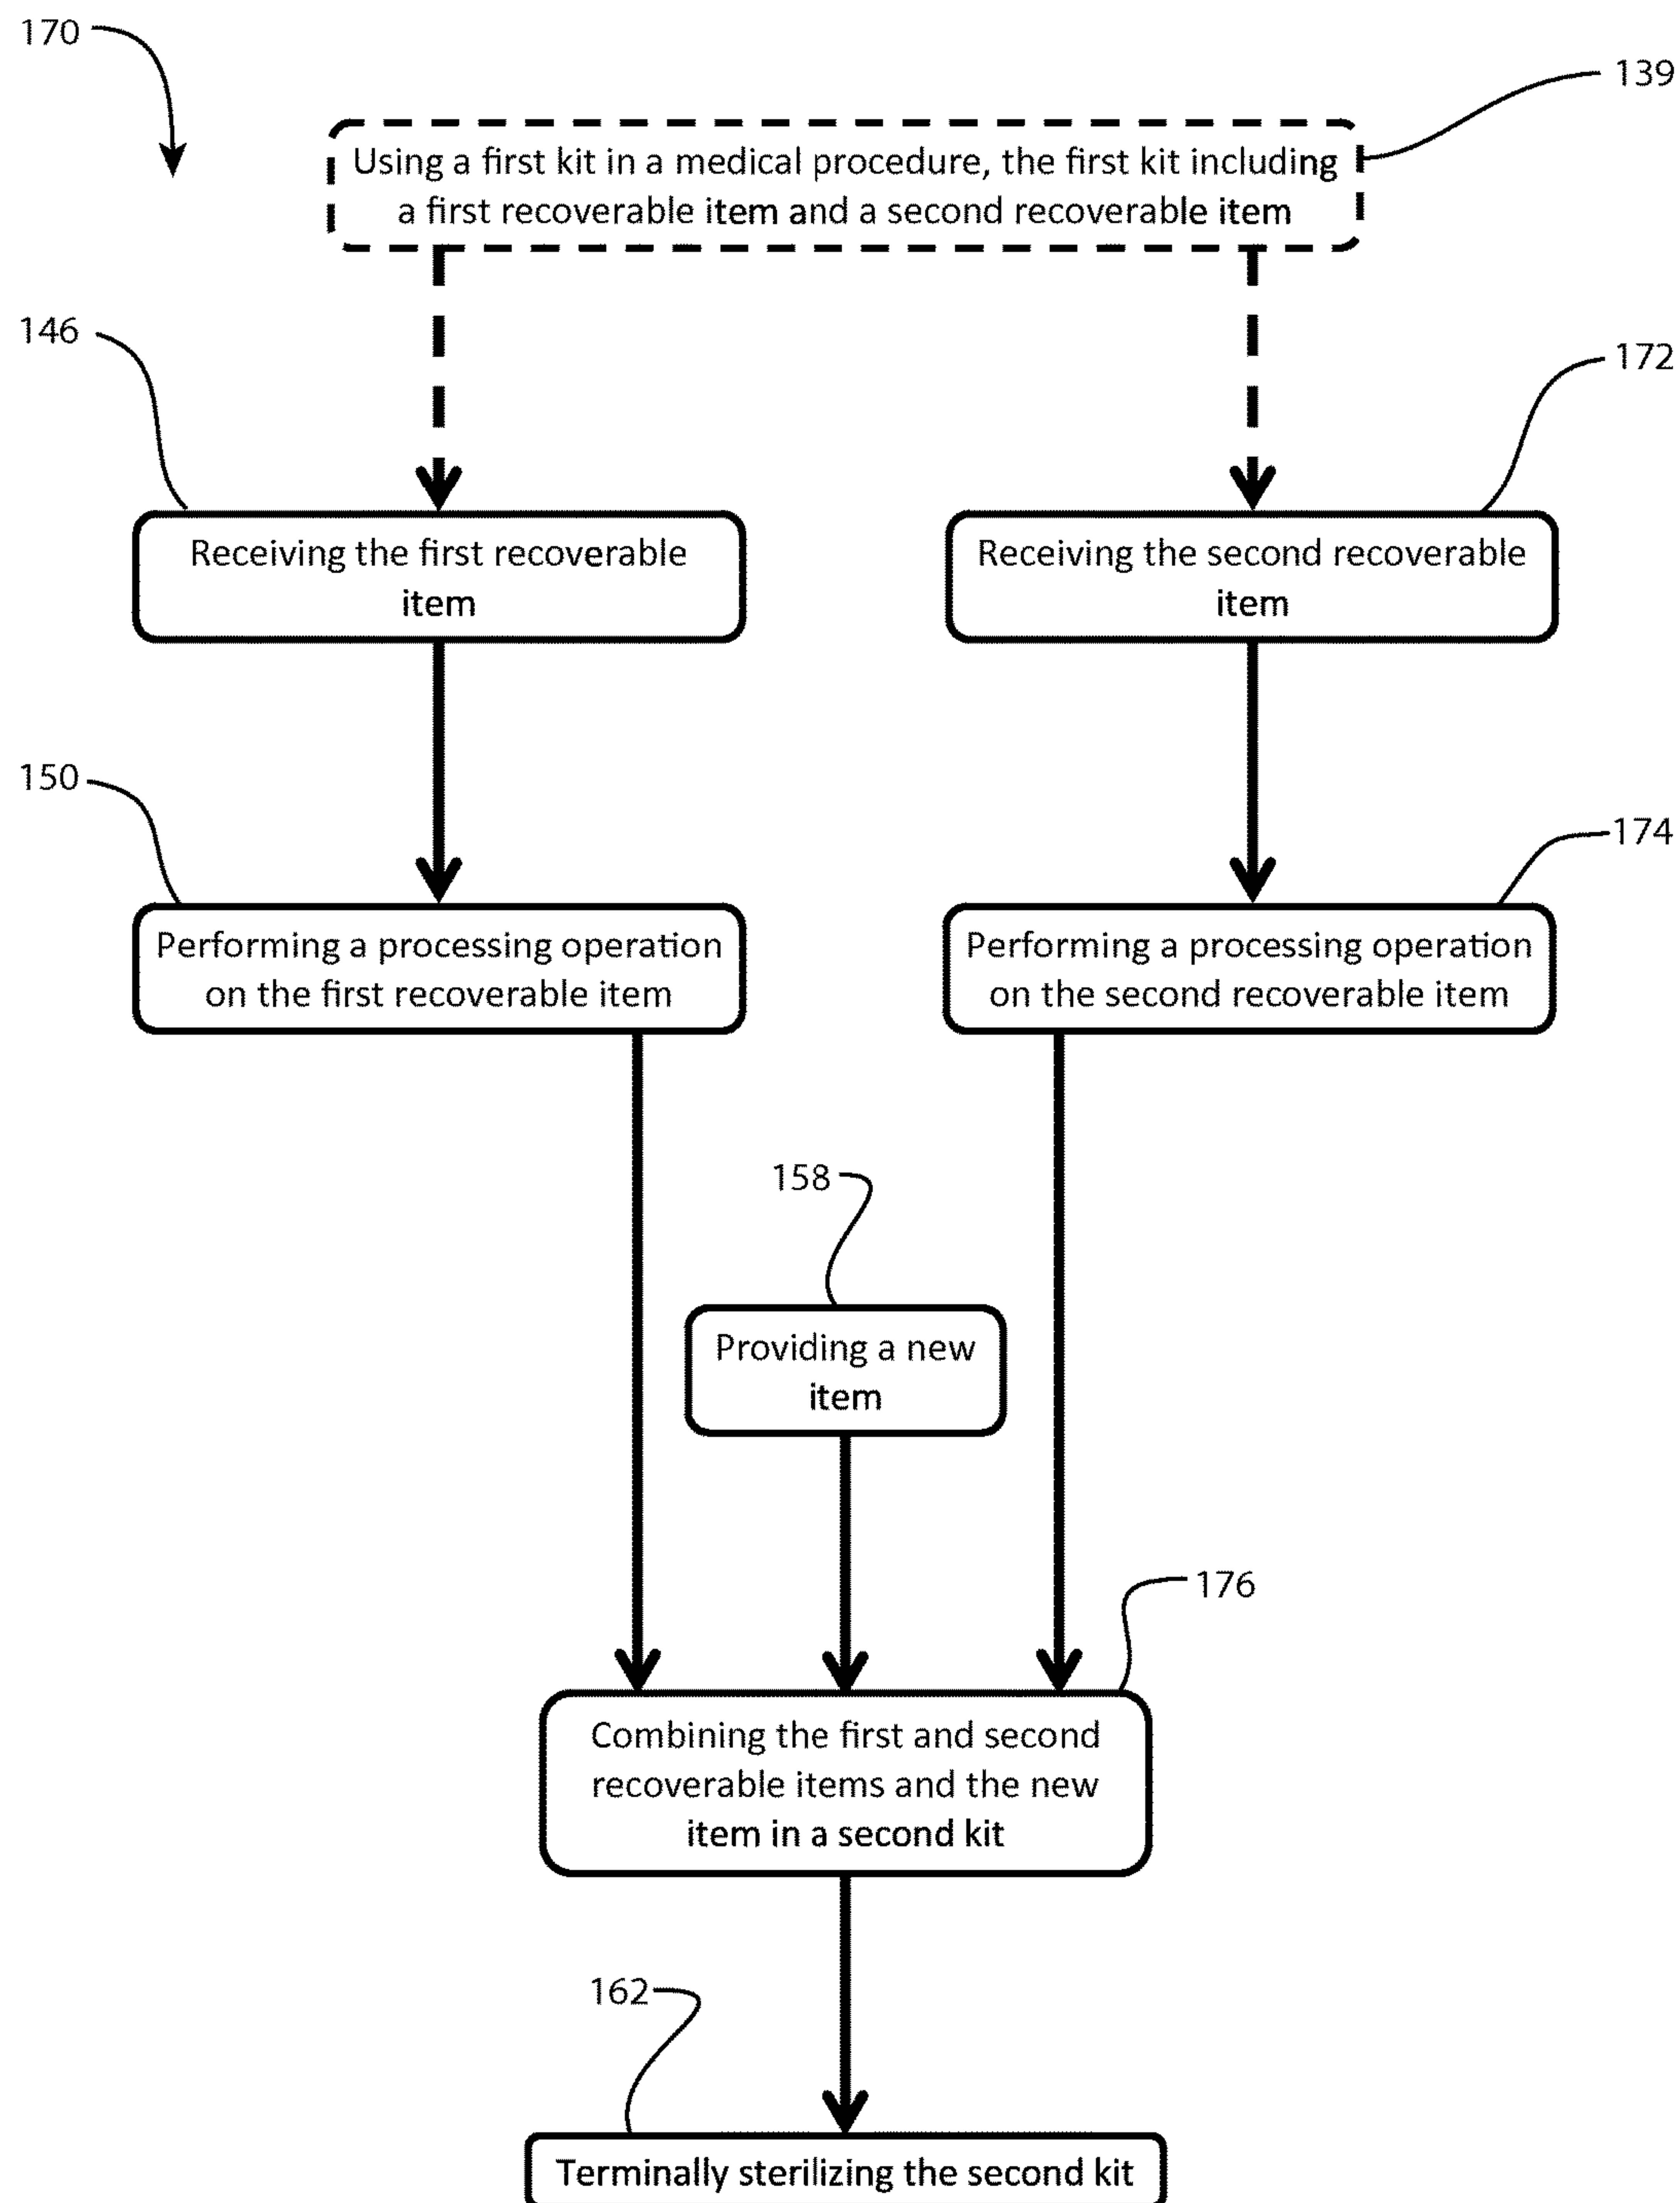 170
139
Using a first kit in a medical procedure, the first kit including
a first recoverable item and a second recoverable item
146
172
Receiving the first recoverable
item
Receiving the second recoverable
item
150
174
Performing a processing operation
on the first recoverable item
Performing a processing operation
on the second recoverable item
158
Providing a new
item
176
Combining the first and second
recoverable items and the new
item in a second kit
162
Terminally sterilizing the second kit